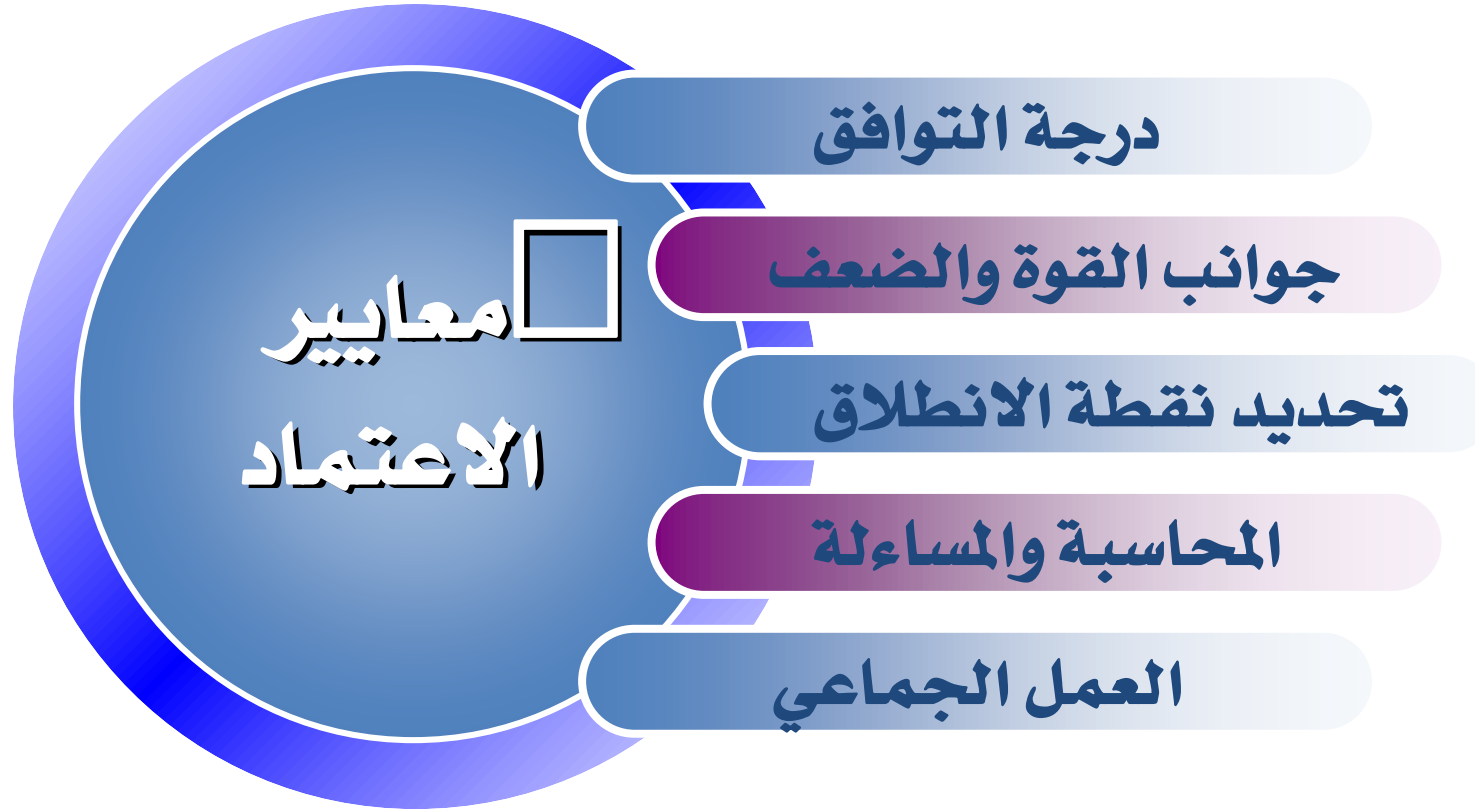 معايير
الاعتماد
درجة التوافق
جوانب القوة والضعف
تحديد نقطة الانطلاق
المحاسبة والمساءلة
العمل الجماعي